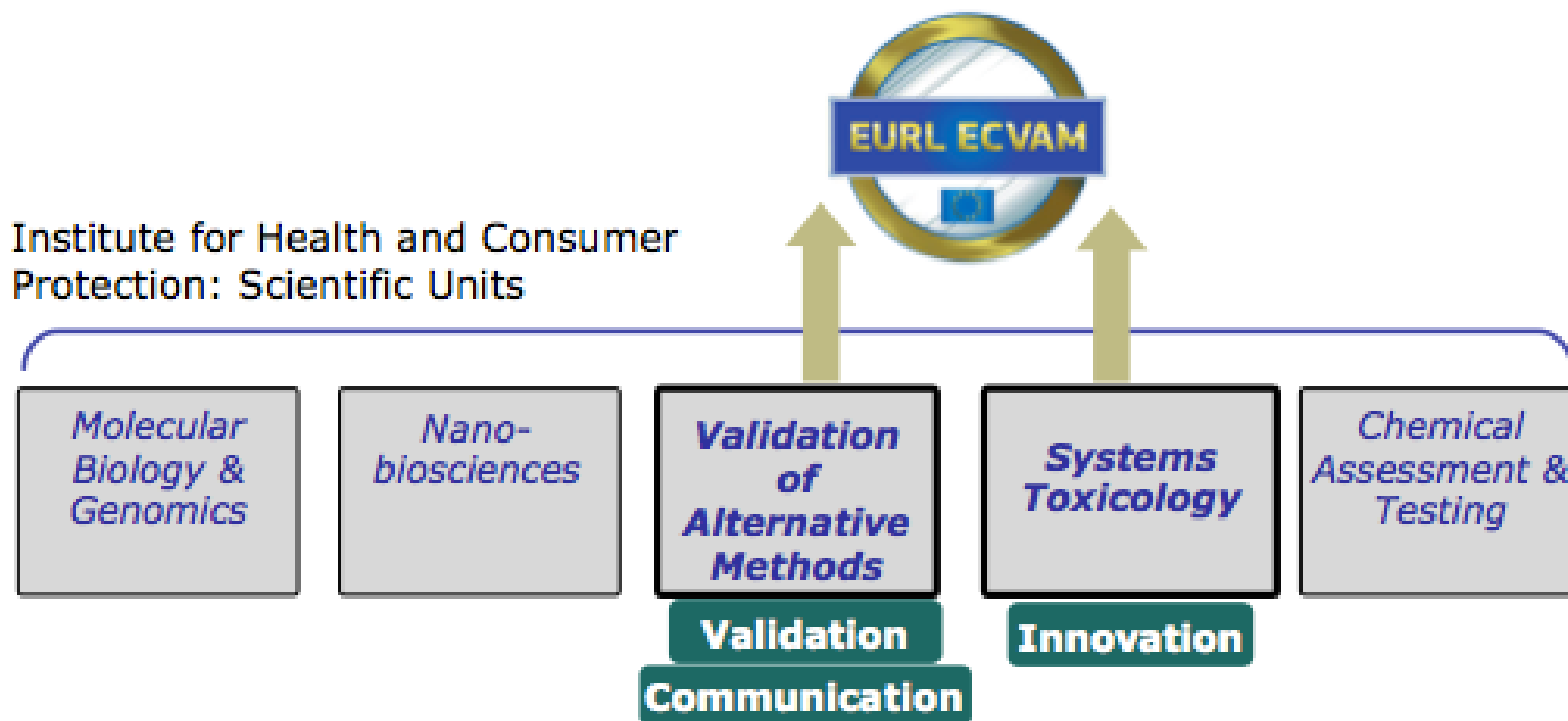 EURL ECVAM
Institute for Health and Consumer
Protection: Scientific Units
Molecular
Biology &
Genomics
Nano-
biosciences
Validation
of
Alternative
Methods
Systems
Toxicology
Chemical
Assessment &
Testing
Validation
Communication
Innovation